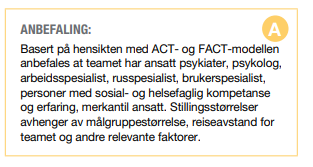 ANBEFALING:
A
Basert på hensikten med ACT- og FACT-modellen
anbefales at teamet har ansatt psykiater, psykolog,
arbeidsspesialist, russpesialist, brukerspesialist,
personer med sosial- og helsefaglig kompetanse
og erfaring, merkantil ansatt. Stillingsstørrelser
avhenger av målgruppestørrelse, reiseavstand for
teamet og andre relevante faktorer.